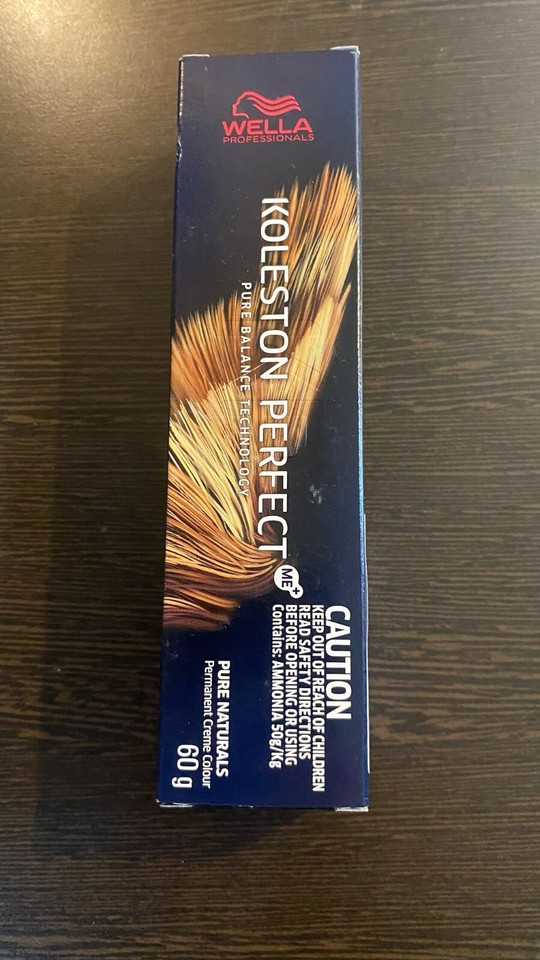 WELLA
PROFESSIONALS
KOLESTON PERFECT ME+
PURE BALANCE TECHNOLOGY
CAUTION
KEEP OUT OF REACH OF CHILDREN
READ SAFETY DIRECTIONS
BEFORE OPENING OR USING
Contains: AMMONIA 50g/Kg
PURE NATURALS
Permanent Creme Colour
60 g